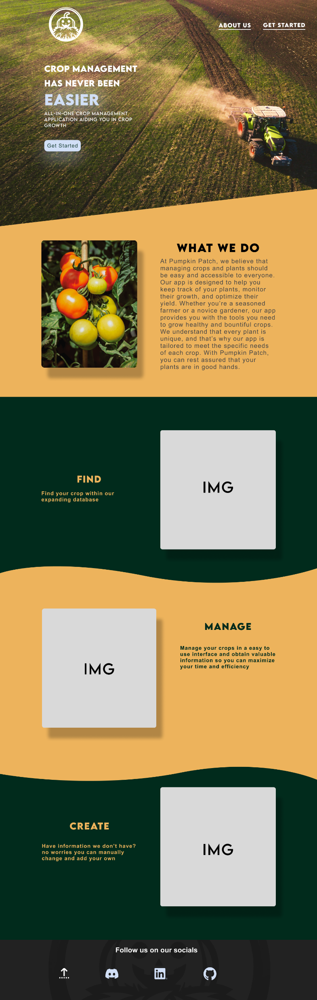 ABOUT US GET STARTED
CROP MANAGEMENT
HAS NEVER BEEN
EASIER
ALL-IN-ONE CROP MANAGEMENT
APPLICATION AIDING YOU IN CROP
GROWTH
Get Started
WHAT WE DO
At Pumpkin Patch, we believe that
managing crops and plants should
be easy and accessible to everyone.
Our app is designed to help you
keep track of your plants, monitor
their growth, and optimize their
yield. Whether you’re a seasoned
farmer or a novice gardener, our app
provides you with the tools you need
to grow healthy and bountiful crops.
We understand that every plant is
unique, and that’s why our app is
tailored to meet the specific needs
of each crop. With Pumpkin Patch,
you can rest assured that your
plants are in good hands.
FIND
Find your crop within our
expanding database
IMG
IMG
MANAGE
Manage your crops in a easy to
use interface and obtain valuable
information so you can maximize
your time and efficiency
CREATE
Have information we don’t have?
no worries you can manually
change and add your own
IMG
Follow us on our socials
in